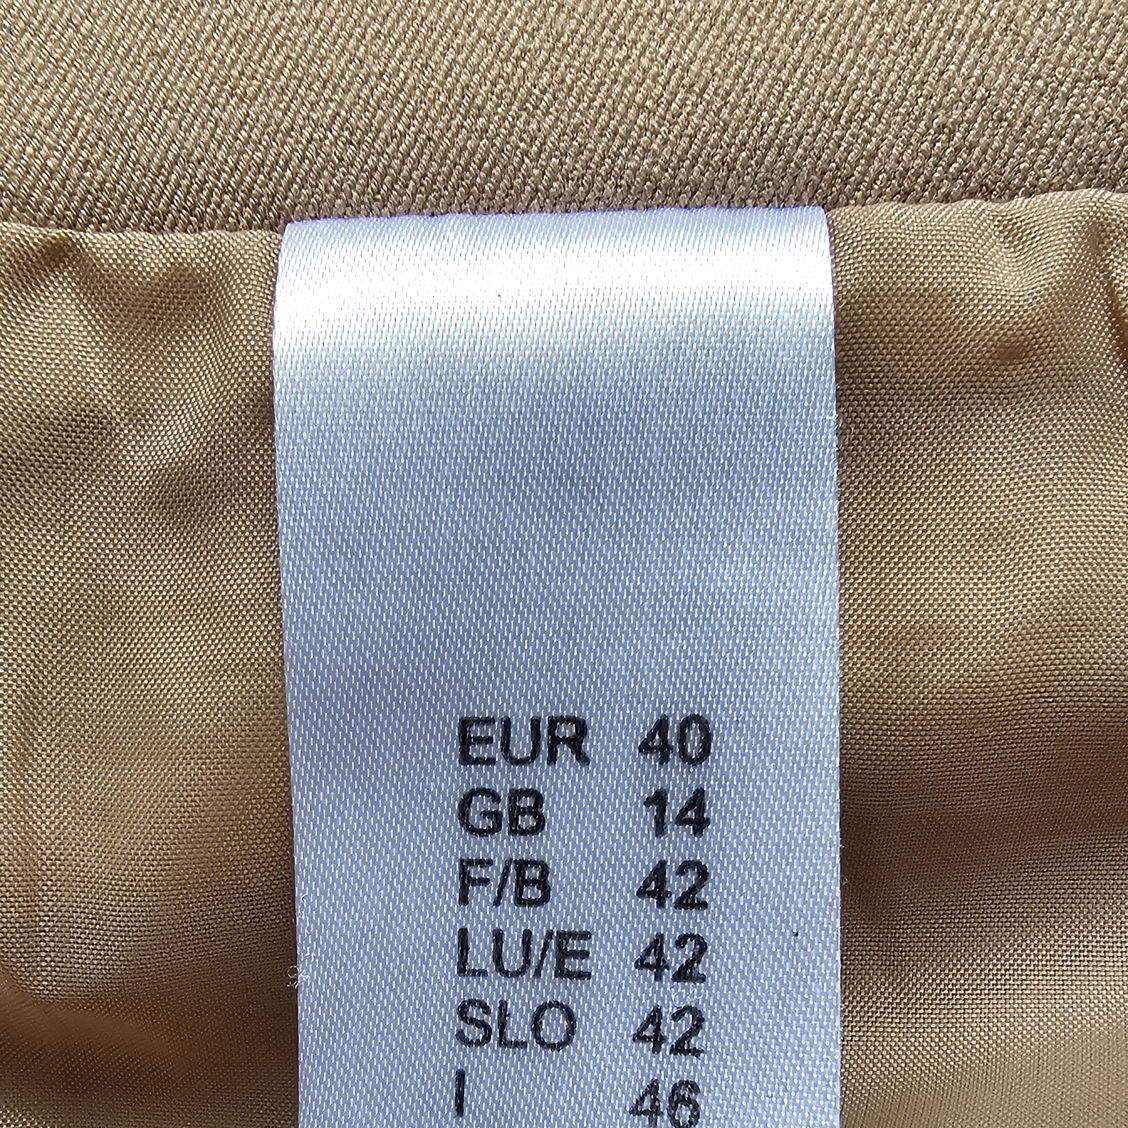 EUR 40
GB 14
F/B 42
LU/E 42
SLO 42
I 46